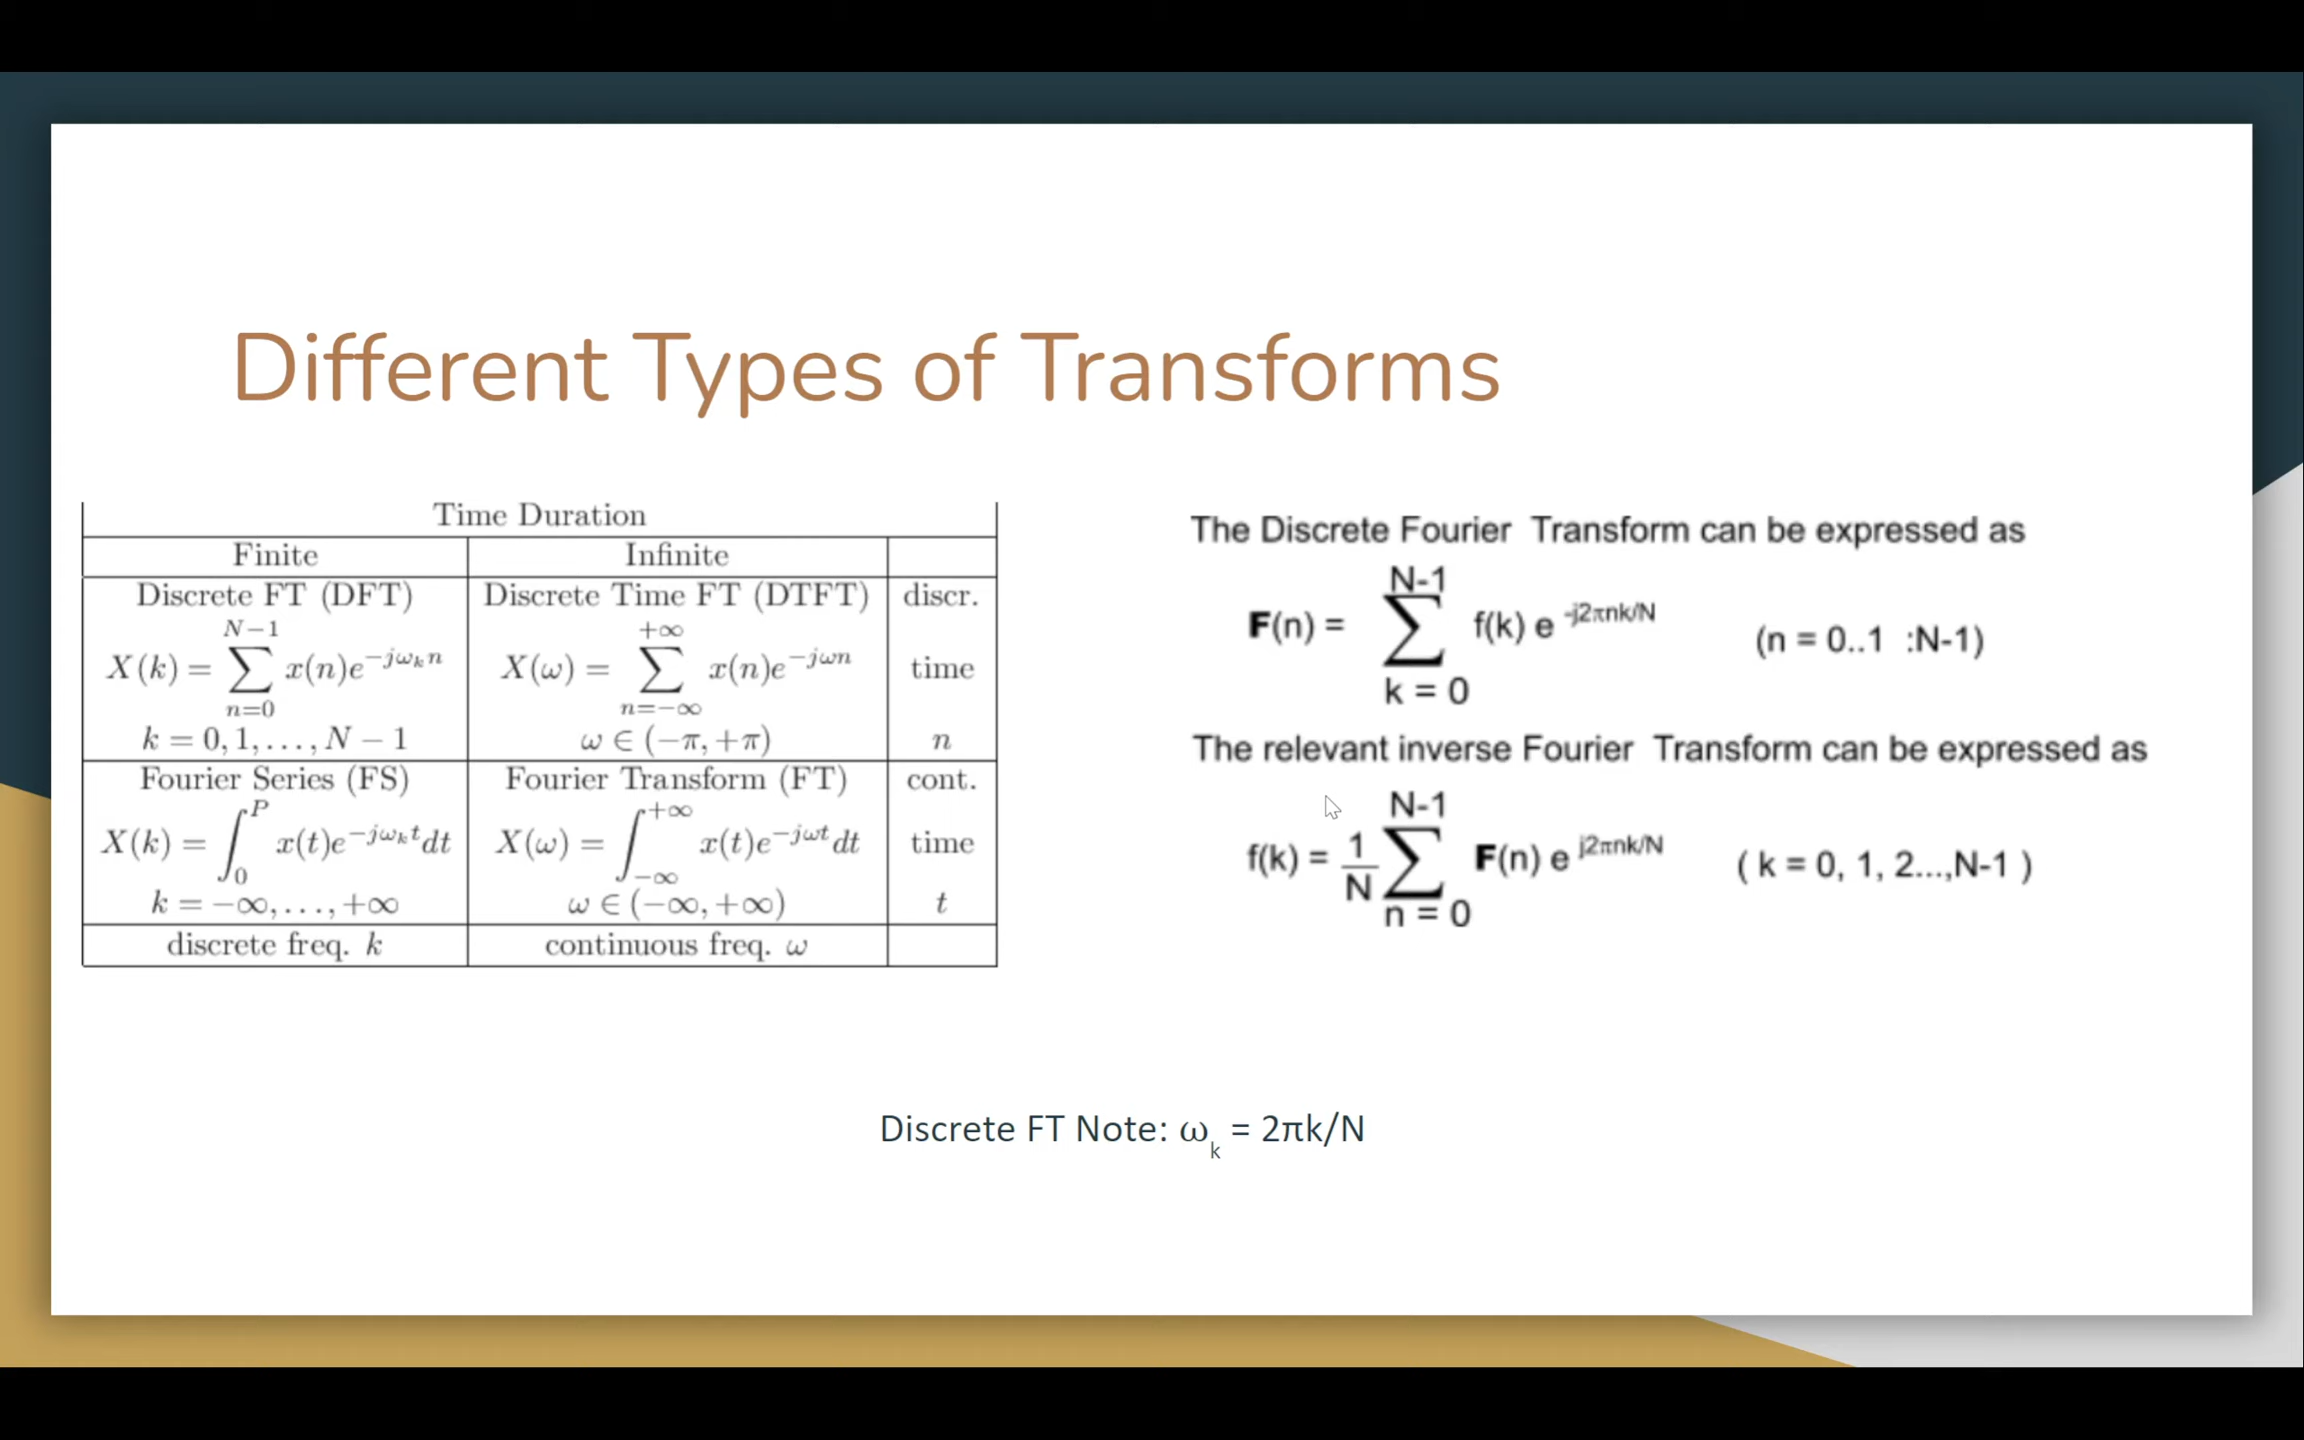 Different Types of Transforms
Time Duration
Finite Infinite
Discrete FT (DFT) Discrete Time FT (DTFT) discr.
X(k) = ∑_{n=0}^{N−1} x(n)e^{−jω_k n} X(ω) = ∑_{n=−∞}^{+∞} x(n)e^{−jωn} time
k = 0, 1, . . . , N − 1 ω ∈ (−π, +π) n
Fourier Series (FS) Fourier Transform (FT) cont.
X(k) = ∫_0^P x(t)e^{−jω_k t}dt X(ω) = ∫_{−∞}^{+∞} x(t)e^{−jωt}dt time
k = −∞, . . . , +∞ ω ∈ (−∞, +∞) t
discrete freq. k continuous freq. ω
The Discrete Fourier Transform can be expressed as
F(n) = ∑_{k = 0}^{N-1} f(k) e^{-j2πnk/N} (n = 0..1 :N-1)
The relevant inverse Fourier Transform can be expressed as
f(k) = 1/N ∑_{n = 0}^{N-1} F(n) e^{j2πnk/N} ( k = 0, 1, 2...,N-1 )
Discrete FT Note: ω_k = 2πk/N